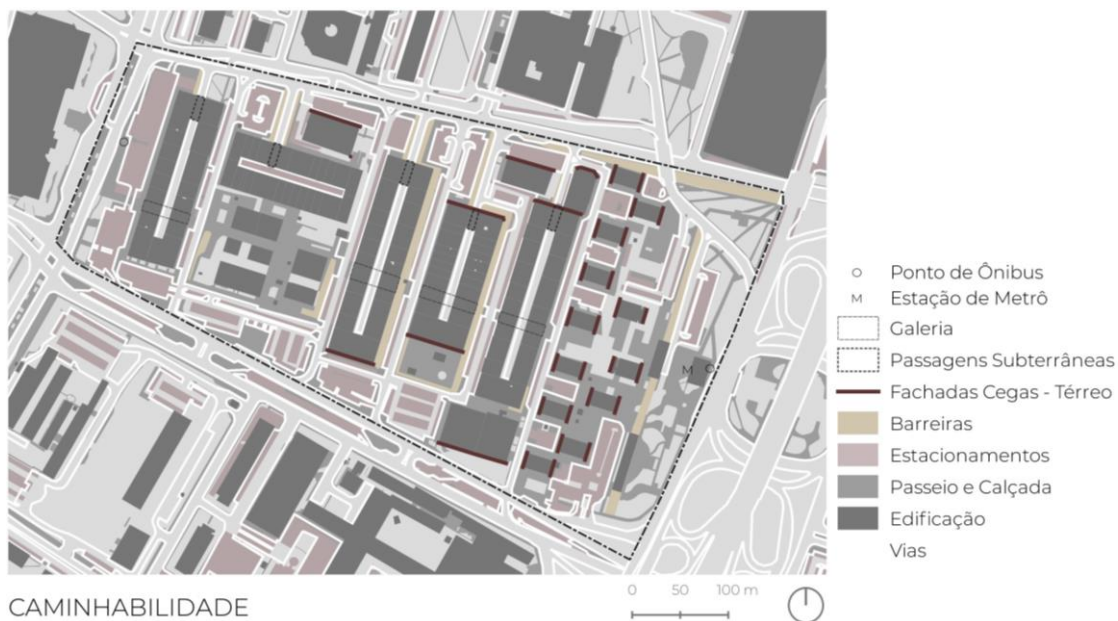 M
Ponto de Ônibus
M Estação de Metrô
Galeria
Passagens Subterrâneas
Fachadas Cegas - Térreo
Barreiras
Estacionamentos
Passeio e Calçada
Edificação
Vias
CAMINHABILIDADE
0 50 100 m